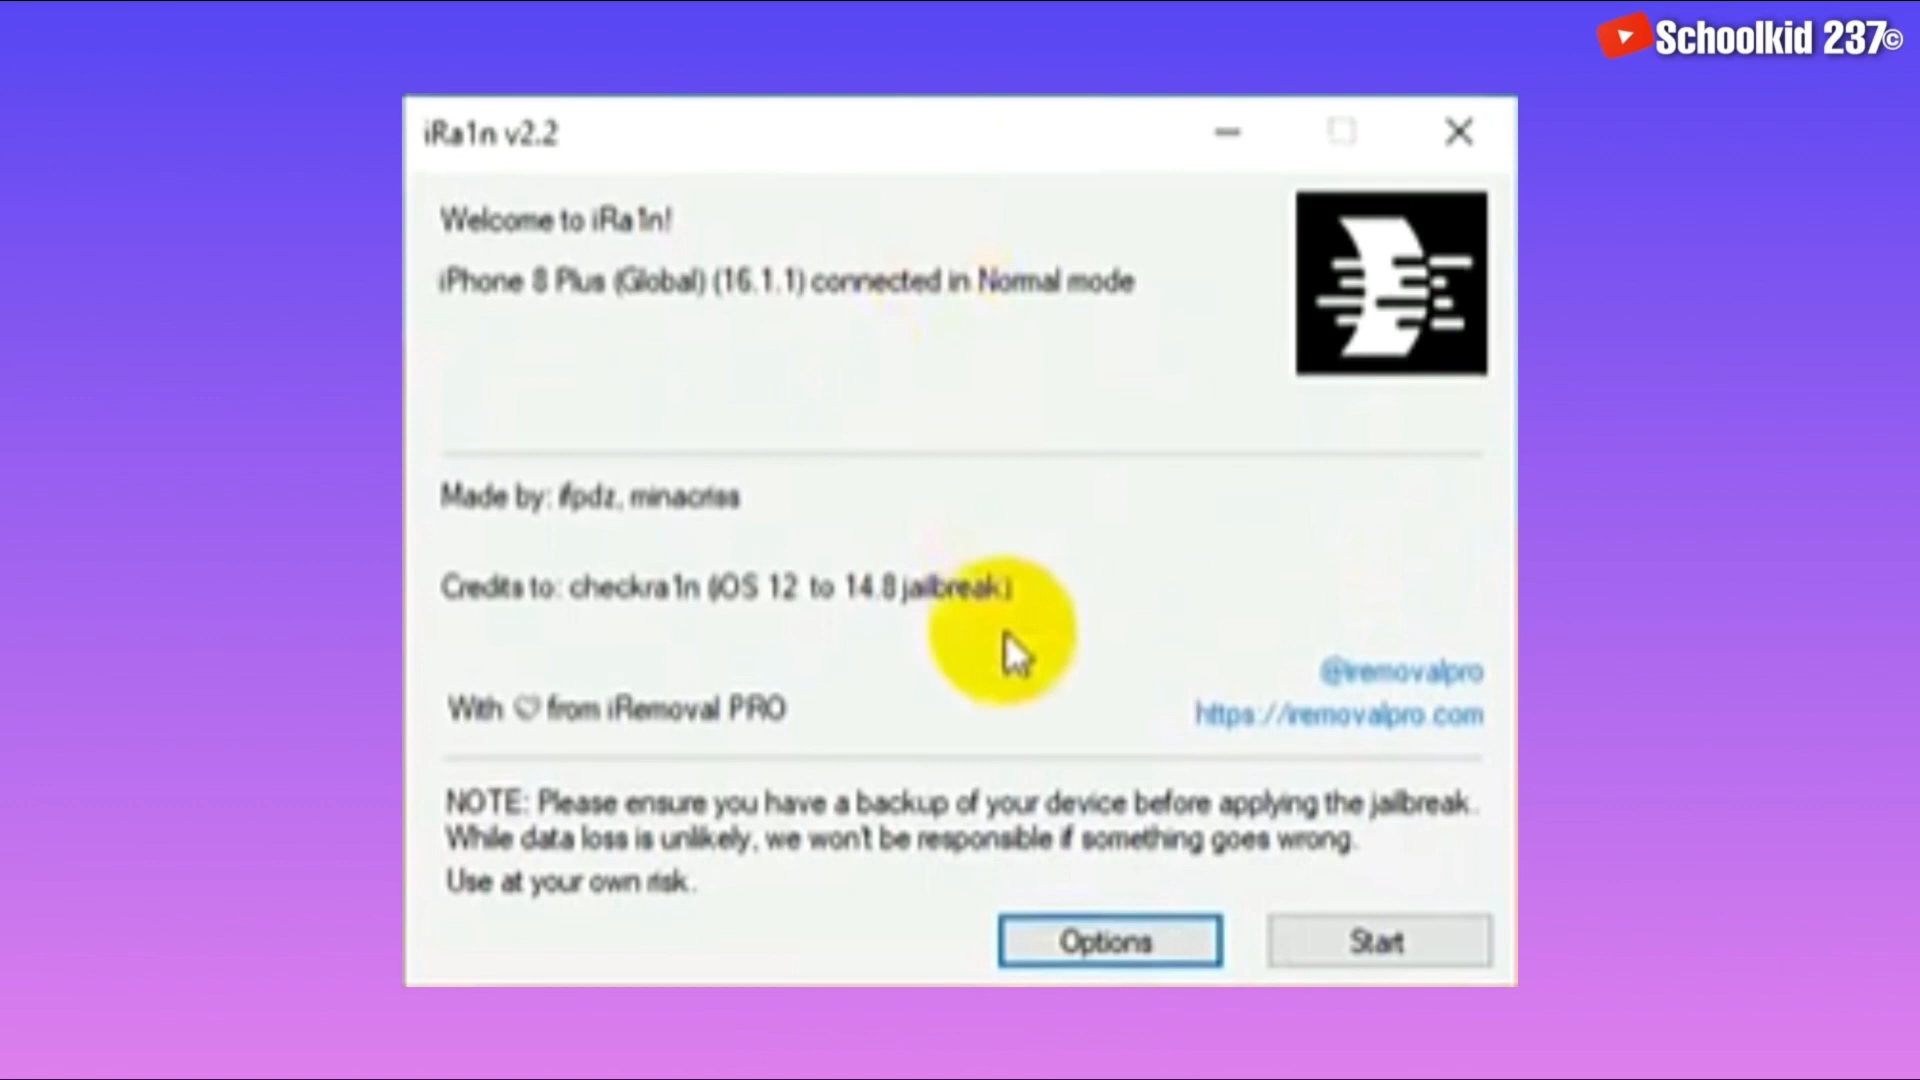 Schoolkid 237©
iRa1n v2.2
Welcome to iRa1n!
iPhone 8 Plus (Global) (16.1.1) connected in Normal mode
Made by: ifpdz, minacriss
Credits to: checkra1n (iOS 12 to 14.8 jailbreak)
@iremovalpro
With ♡ from iRemoval PRO
https://iremovalpro.com
NOTE: Please ensure you have a backup of your device before applying the jailbreak.
While data loss is unlikely, we won't be responsible if something goes wrong.
Use at your own risk.
Options
Start